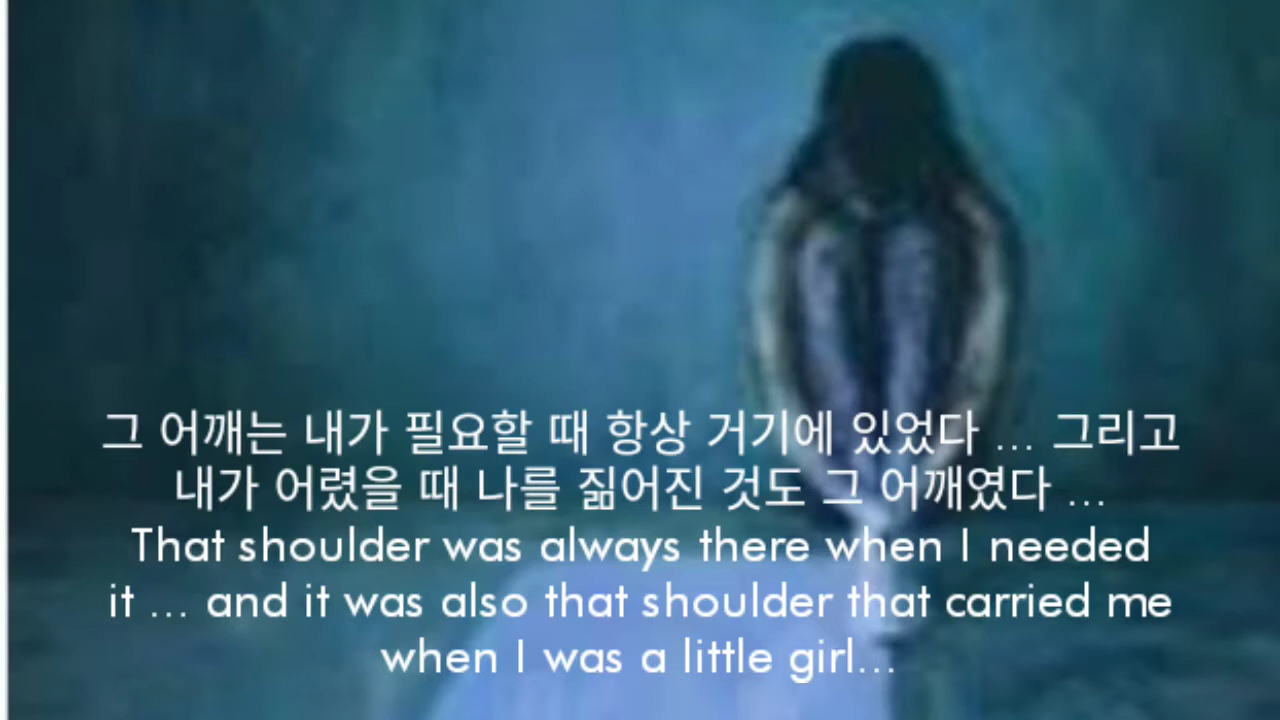 그 어깨는 내가 필요할 때 항상 거기에 있었다 ... 그리고
내가 어렸을 때 나를 짊어진 것도 그 어깨였다 ...
That shoulder was always there when I needed
it ... and it was also that shoulder that carried me
when I was a little girl...